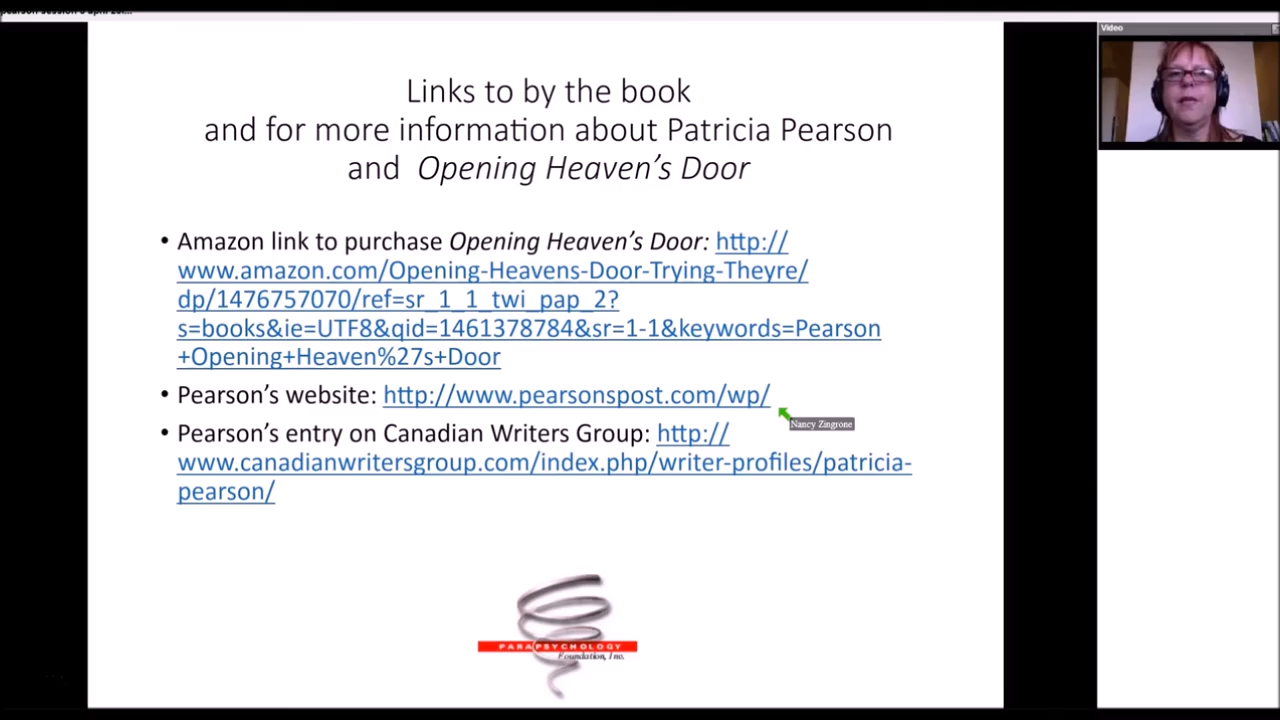 Video
Links to by the book
and for more information about Patricia Pearson
and Opening Heaven's Door
• Amazon link to purchase Opening Heaven's Door: http://
www.amazon.com/Opening-Heavens-Door-Trying-Theyre/
dp/1476757070/ref=sr_1_1_twi_pap_2?
s=books&ie=UTF8&qid=1461378784&sr=1-1&keywords=Pearson
+Opening+Heaven%27s+Door
• Pearson's website: http://www.pearsonspost.com/wp/
Nancy Zingrone
• Pearson's entry on Canadian Writers Group: http://
www.canadianwritersgroup.com/index.php/writer-profiles/patricia-
pearson/
PARAPSYCHOLOGY
Foundation, Inc.